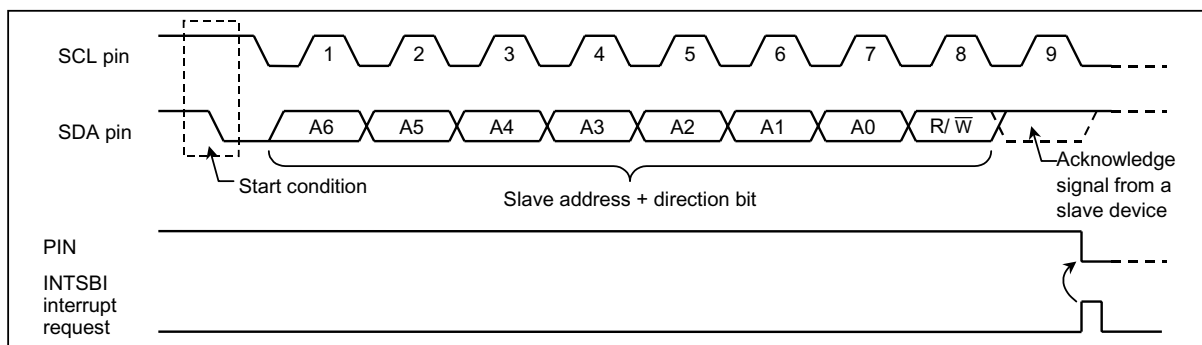 SCL pin
1 2 3 4 5 6 7 8 9
SDA pin
A6 A5 A4 A3 A2 A1 A0 R/ W̅
Start condition
Slave address + direction bit
Acknowledge
signal from a
slave device
PIN
INTSBI
interrupt
request